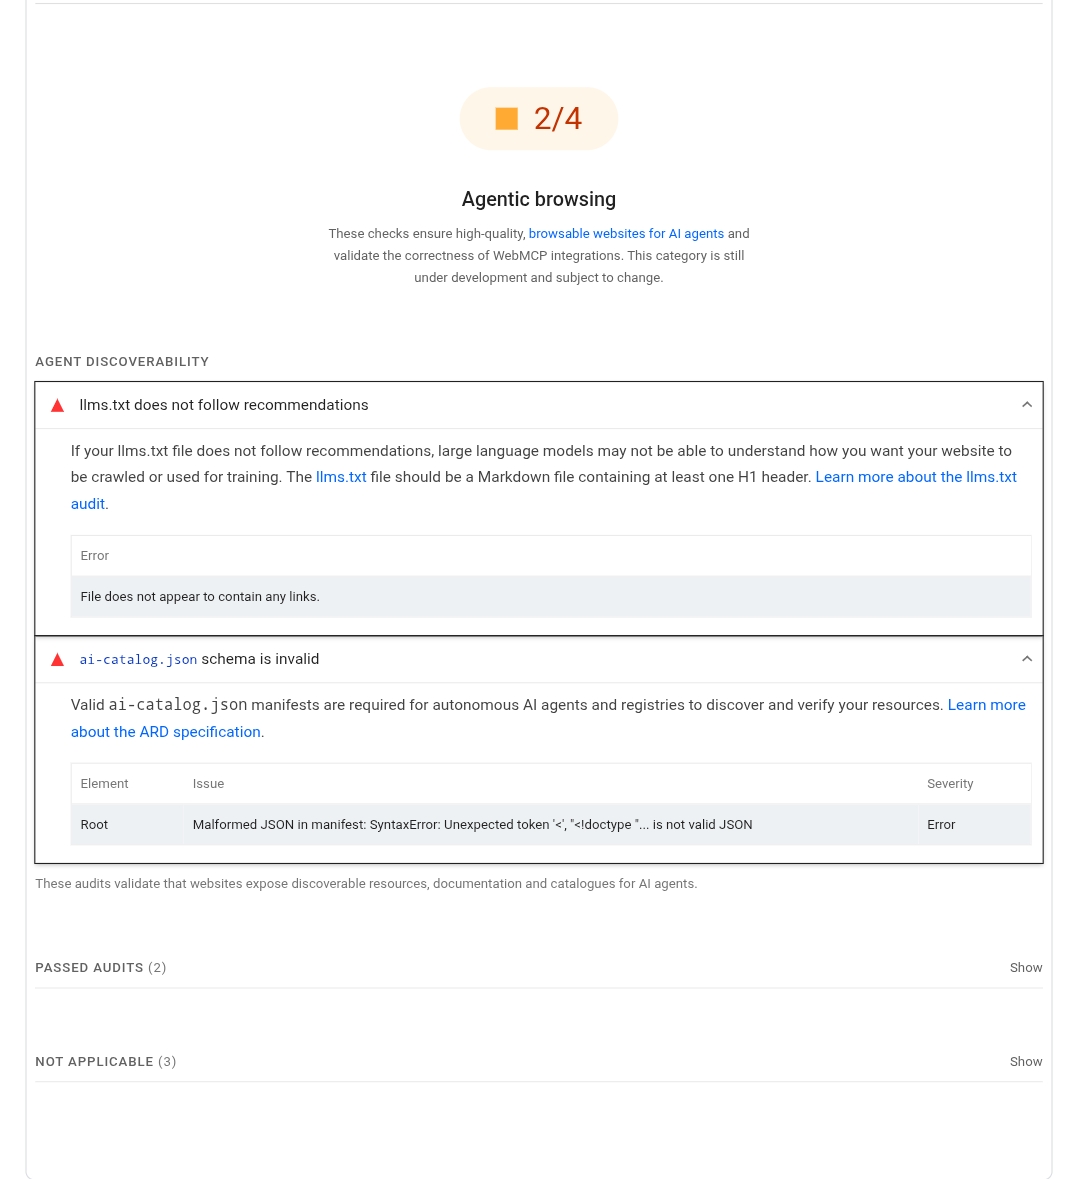 2/4
Agentic browsing
These checks ensure high-quality, browsable websites for AI agents and
validate the correctness of WebMCP integrations. This category is still
under development and subject to change.
AGENT DISCOVERABILITY
llms.txt does not follow recommendations
If your llms.txt file does not follow recommendations, large language models may not be able to understand how you want your website to
be crawled or used for training. The llms.txt file should be a Markdown file containing at least one H1 header. Learn more about the llms.txt
audit.
Error
File does not appear to contain any links.
ai-catalog.json schema is invalid
Valid ai-catalog.json manifests are required for autonomous AI agents and registries to discover and verify your resources. Learn more
about the ARD specification.
Element Issue Severity
Root Malformed JSON in manifest: SyntaxError: Unexpected token '<', "<!doctype "... is not valid JSON Error
These audits validate that websites expose discoverable resources, documentation and catalogues for AI agents.
PASSED AUDITS (2) Show
NOT APPLICABLE (3) Show